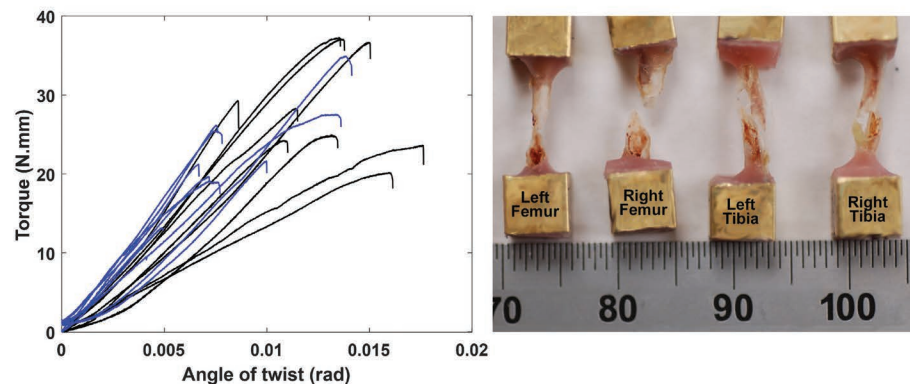 40
30
20
10
0
Torque (N.mm)
0
0.005
0.01
0.015
0.02
Angle of twist (rad)
Left
Femur
Right
Femur
Left
Tibia
Right
Tibia
70
80
90
100